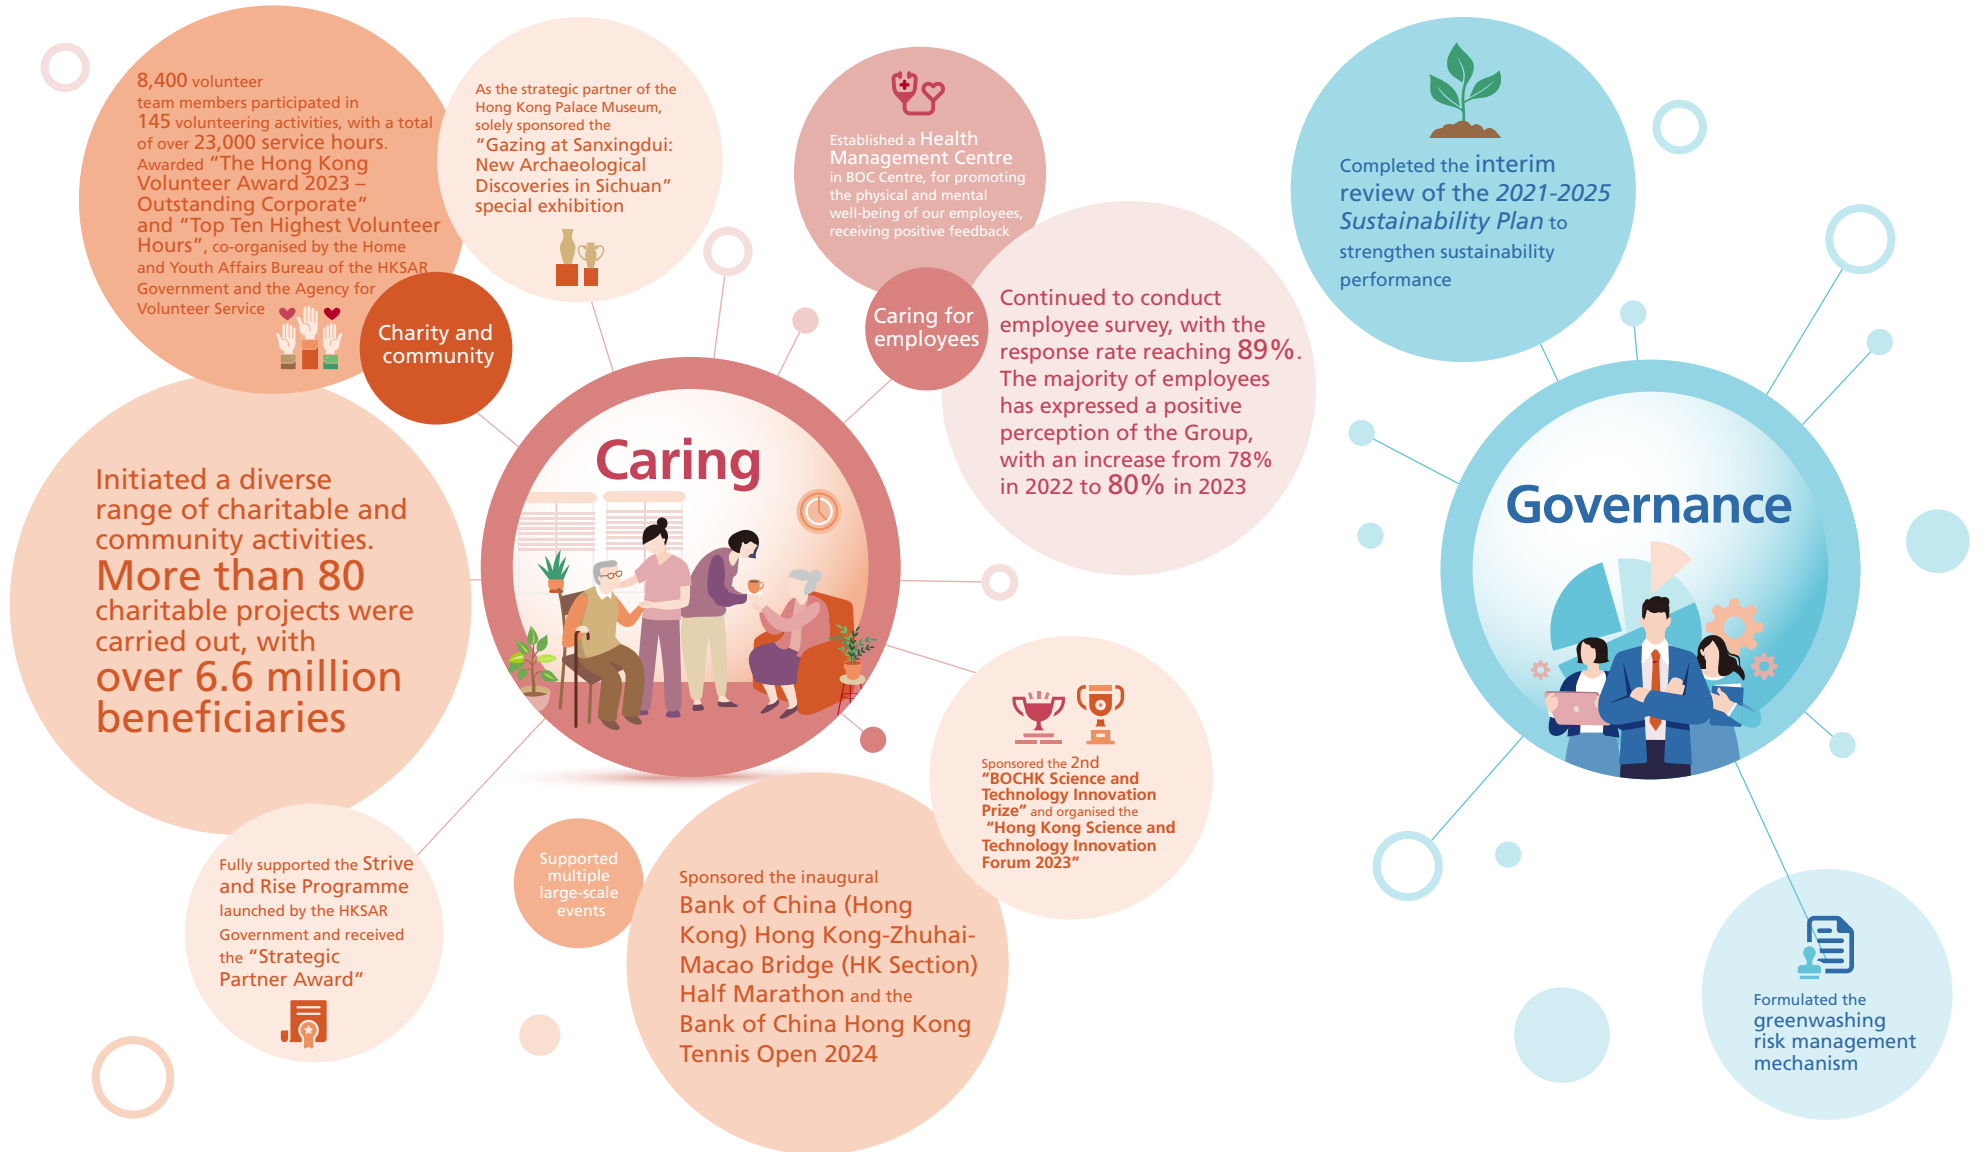 8,400 volunteer
team members participated in
145 volunteering activities, with a total
of over 23,000 service hours.
Awarded “The Hong Kong
Volunteer Award 2023 –
Outstanding Corporate”
and “Top Ten Highest Volunteer
Hours”, co-organised by the Home
and Youth Affairs Bureau of the HKSAR
Government and the Agency for
Volunteer Service
As the strategic partner of the
Hong Kong Palace Museum,
solely sponsored the
“Gazing at Sanxingdui:
New Archaeological
Discoveries in Sichuan”
special exhibition
Charity and
community
Initiated a diverse
range of charitable and
community activities.
More than 80
charitable projects were
carried out, with
over 6.6 million
beneficiaries
Fully supported the Strive
and Rise Programme
launched by the HKSAR
Government and received
the “Strategic
Partner Award”
Caring
Established a Health
Management Centre
in BOC Centre, for promoting
the physical and mental
well-being of our employees,
receiving positive feedback
Caring for
employees
Continued to conduct
employee survey, with the
response rate reaching 89%.
The majority of employees
has expressed a positive
perception of the Group,
with an increase from 78%
in 2022 to 80% in 2023
Supported
multiple
large-scale
events
Sponsored the inaugural
Bank of China (Hong
Kong) Hong Kong-Zhuhai-
Macao Bridge (HK Section)
Half Marathon and the
Bank of China Hong Kong
Tennis Open 2024
Sponsored the 2nd
“BOCHK Science and
Technology Innovation
Prize” and organised the
“Hong Kong Science and
Technology Innovation
Forum 2023”
Completed the interim
review of the 2021-2025
Sustainability Plan to
strengthen sustainability
performance
Governance
Formulated the
greenwashing
risk management
mechanism